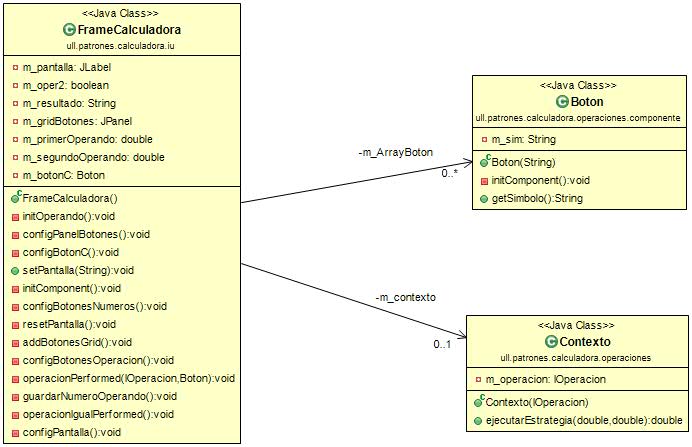 <<Java Class>>
FrameCalculadora
ull.patrones.calculadora.iu
m_pantalla: JLabel
m_oper2: boolean
m_resultado: String
m_gridBotones: JPanel
m_primerOperando: double
m_segundoOperando: double
m_botonC: Boton
FrameCalculadora()
initOperando():void
configPanelBotones():void
configBotonC():void
setPantalla(String):void
initComponent():void
configBotonesNumeros():void
resetPantalla():void
addBotonesGrid():void
configBotonesOperacion():void
operacionPerformed(IOperacion,Boton):void
guardarNumeroOperando():void
operacionIgualPerformed():void
configPantalla():void
-m_ArrayBoton
0..*
<<Java Class>>
Boton
ull.patrones.calculadora.operaciones.componente
m_sim: String
Boton(String)
initComponent():void
getSimbolo():String
-m_contexto
0..1
<<Java Class>>
Contexto
ull.patrones.calculadora.operaciones
m_operacion: IOperacion
Contexto(IOperacion)
ejecutarEstrategia(double,double):double